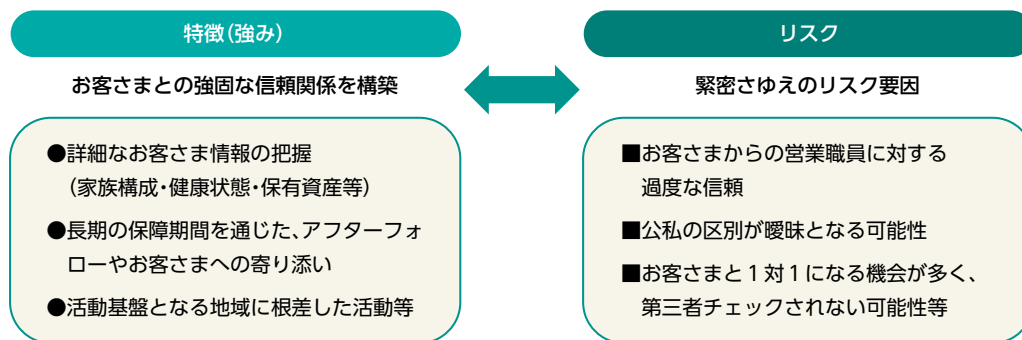 特徴(強み)
お客さまとの強固な信頼関係を構築
●詳細なお客さま情報の把握
(家族構成・健康状態・保有資産等)
●長期の保障期間を通じた、アフターフォ
ローやお客さまへの寄り添い
●活動基盤となる地域に根差した活動等
リスク
緊密さゆえのリスク要因
■お客さまからの営業職員に対する
過度な信頼
■公私の区別が曖昧となる可能性
■お客さまと1対1になる機会が多く、
第三者チェックされない可能性等